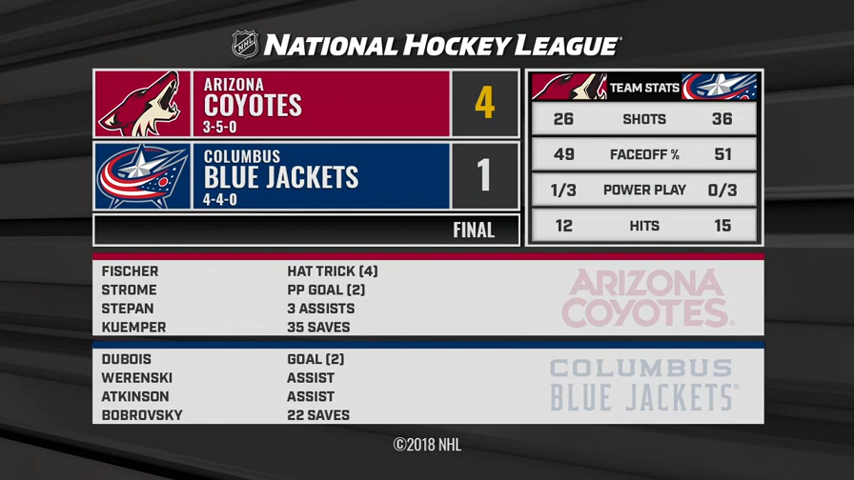 NHL NATIONAL HOCKEY LEAGUE
ARIZONA
COYOTES
3-5-0
4
COLUMBUS
BLUE JACKETS
4-4-0
1
FINAL
TEAM STATS
26 SHOTS 36
49 FACEOFF % 51
1/3 POWER PLAY 0/3
12 HITS 15
FISCHER HAT TRICK (4)
STROME PP GOAL (2)
STEPAN 3 ASSISTS
KUEMPER 35 SAVES
ARIZONA
COYOTES®
DUBOIS GOAL (2)
WERENSKI ASSIST
ATKINSON ASSIST
BOBROVSKY 22 SAVES
COLUMBUS
BLUE JACKETS®
©2018 NHL